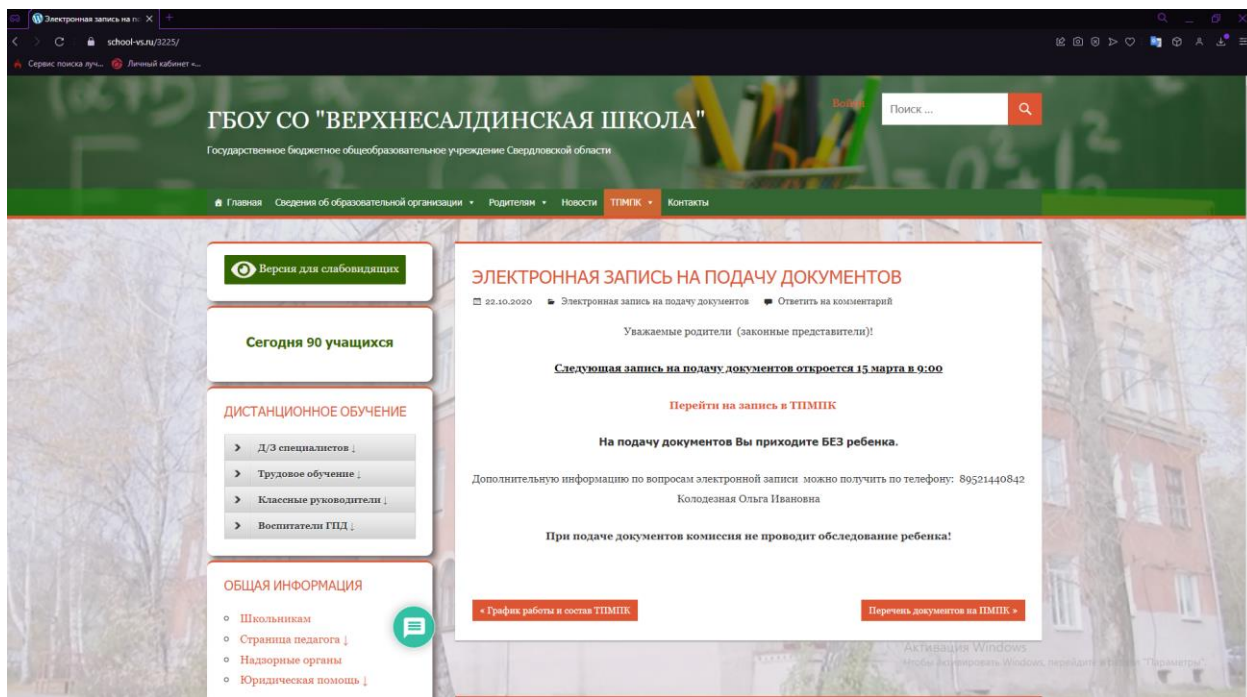 Электронная запись на п
school-vs.ru/3225/
Сервис поиска луч... Личный кабинет «...
ГБОУ СО "ВЕРХНЕСАЛДИНСКАЯ ШКОЛА"
Государственное бюджетное общеобразовательное учреждение Свердловской области
Войти
Поиск ...
Главная Сведения об образовательной организации Родителям Новости ТПМПК Контакты
Версия для слабовидящих
Сегодня 90 учащихся
ДИСТАНЦИОННОЕ ОБУЧЕНИЕ
Д/З специалистов ↓
Трудовое обучение ↓
Классные руководители ↓
Воспитатели ГПД ↓
ОБЩАЯ ИНФОРМАЦИЯ
Школьникам
Страница педагога ↓
Надзорные органы
Юридическая помощь ↓
ЭЛЕКТРОННАЯ ЗАПИСЬ НА ПОДАЧУ ДОКУМЕНТОВ
22.10.2020 Электронная запись на подачу документов Ответить на комментарий
Уважаемые родители (законные представители)!
Следующая запись на подачу документов откроется 15 марта в 9:00
Перейти на запись в ТПМПК
На подачу документов Вы приходите БЕЗ ребенка.
Дополнительную информацию по вопросам электронной записи можно получить по телефону: 89521440842
Колодезная Ольга Ивановна
При подаче документов комиссия не проводит обследование ребенка!
« График работы и состав ТПМПК
Перечень документов на ПМПК »
Активация Windows
Чтобы активировать Windows, перейдите в "Параметры".